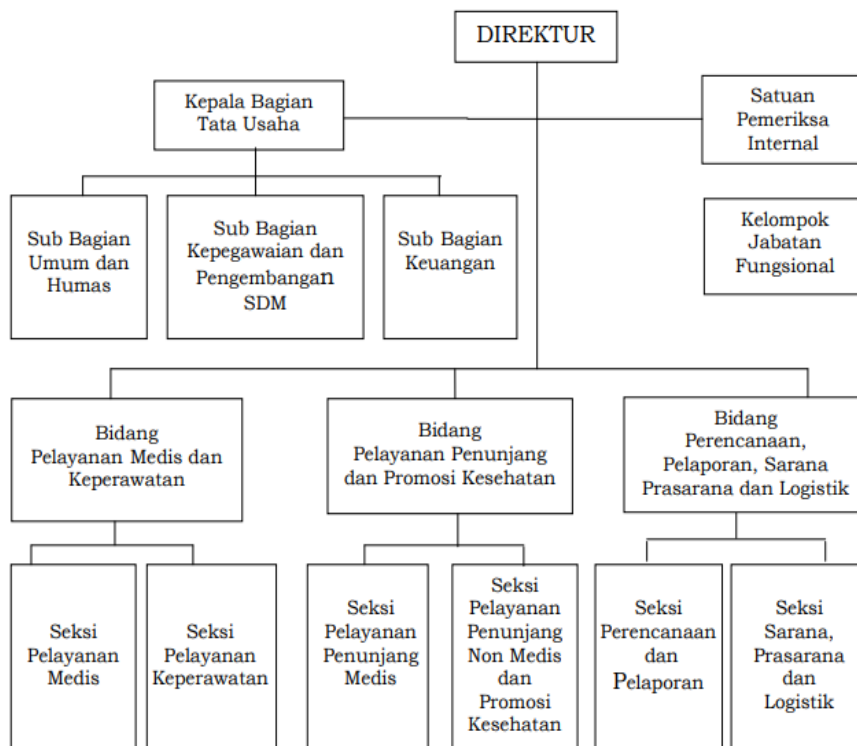 DIREKTUR
Kepala Bagian
Tata Usaha
Satuan
Pemeriksa
Internal
Sub Bagian
Umum dan
Humas
Sub Bagian
Kepegawaian dan
Pengembangan
SDM
Sub Bagian
Keuangan
Kelompok
Jabatan
Fungsional
Bidang
Pelayanan Medis dan
Keperawatan
Bidang
Pelayanan Penunjang
dan Promosi Kesehatan
Bidang
Perencanaan,
Pelaporan, Sarana
Prasarana dan Logistik
Seksi
Pelayanan
Medis
Seksi
Pelayanan
Keperawatan
Seksi
Pelayanan
Penunjang
Medis
Seksi
Pelayanan
Penunjang
Non Medis
dan
Promosi
Kesehatan
Seksi
Perencanaan
dan
Pelaporan
Seksi
Sarana,
Prasarana
dan
Logistik